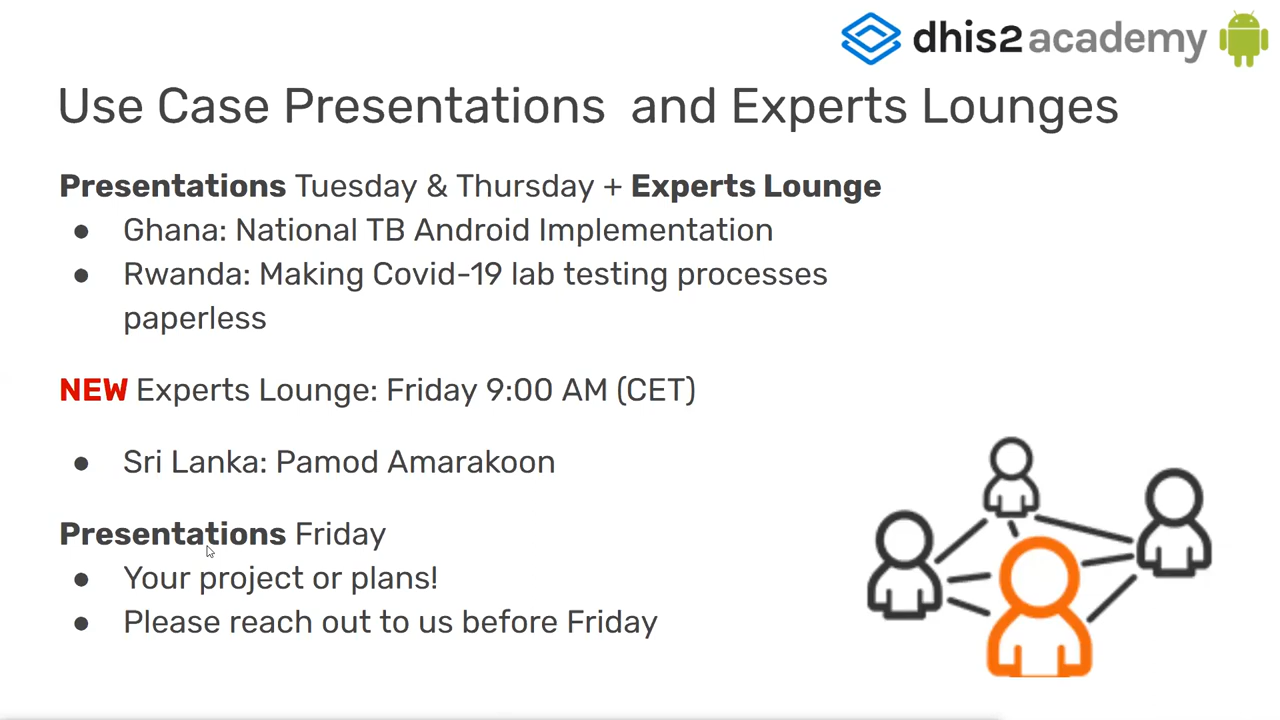 dhis2 academy
Use Case Presentations and Experts Lounges
Presentations Tuesday & Thursday + Experts Lounge
● Ghana: National TB Android Implementation
● Rwanda: Making Covid-19 lab testing processes
paperless
NEW Experts Lounge: Friday 9:00 AM (CET)
● Sri Lanka: Pamod Amarakoon
Presentations Friday
● Your project or plans!
● Please reach out to us before Friday